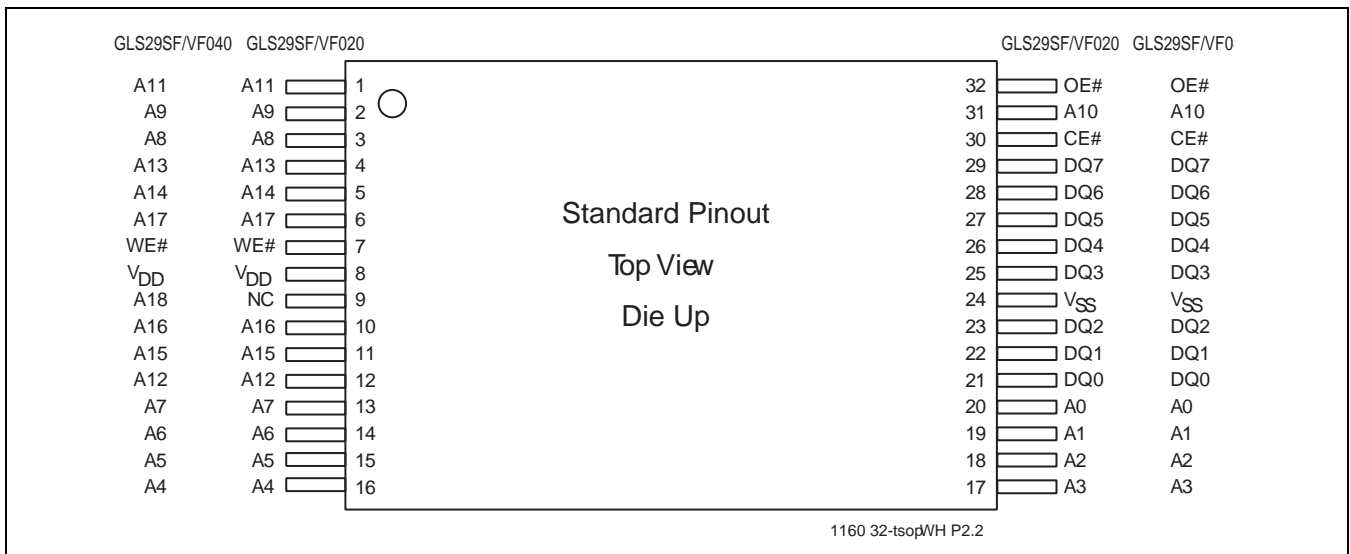 GLS29SF/VF040 GLS29SF/VF020 GLS29SF/VF020 GLS29SF/VF0
A11 A11 1 32 OE# OE#
A9 A9 2 31 A10 A10
A8 A8 3 30 CE# CE#
A13 A13 4 29 DQ7 DQ7
A14 A14 5 28 DQ6 DQ6
A17 A17 6 27 DQ5 DQ5
WE# WE# 7 26 DQ4 DQ4
VDD VDD 8 25 DQ3 DQ3
A18 NC 9 24 VSS VSS
A16 A16 10 23 DQ2 DQ2
A15 A15 11 22 DQ1 DQ1
A12 A12 12 21 DQ0 DQ0
A7 A7 13 20 A0 A0
A6 A6 14 19 A1 A1
A5 A5 15 18 A2 A2
A4 A4 16 17 A3 A3
Standard Pinout
Top View
Die Up
1160 32-tsopWH P2.2